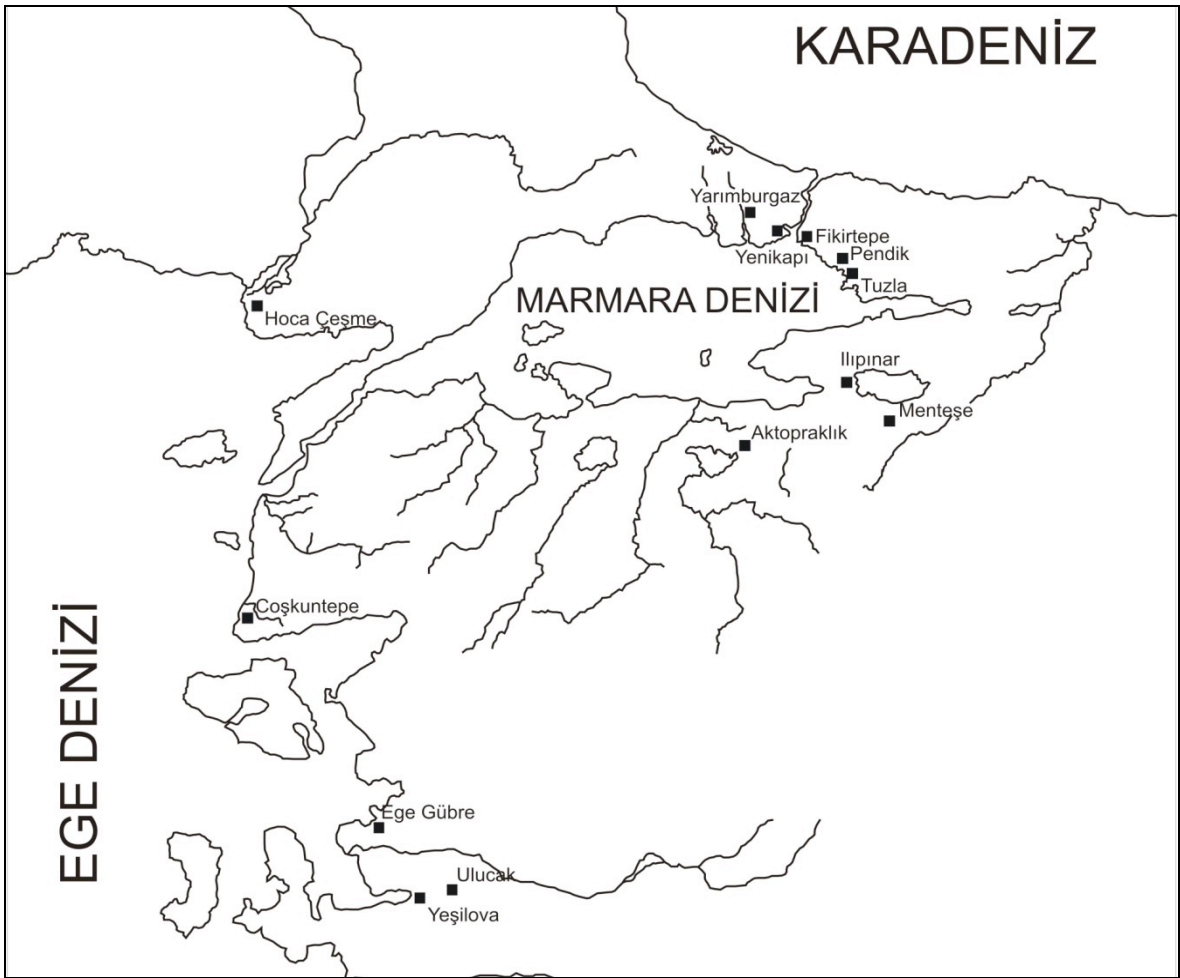 KARADENİZ
Yarımburgaz
Yenikapı
Fikirtepe
Pendik
Tuzla
MARMARA DENİZİ
Hoca Çeşme
Ilıpınar
Menteşe
Aktopraklık
Coşkuntepe
EGE DENİZİ
Ege Gübre
Ulucak
Yeşilova